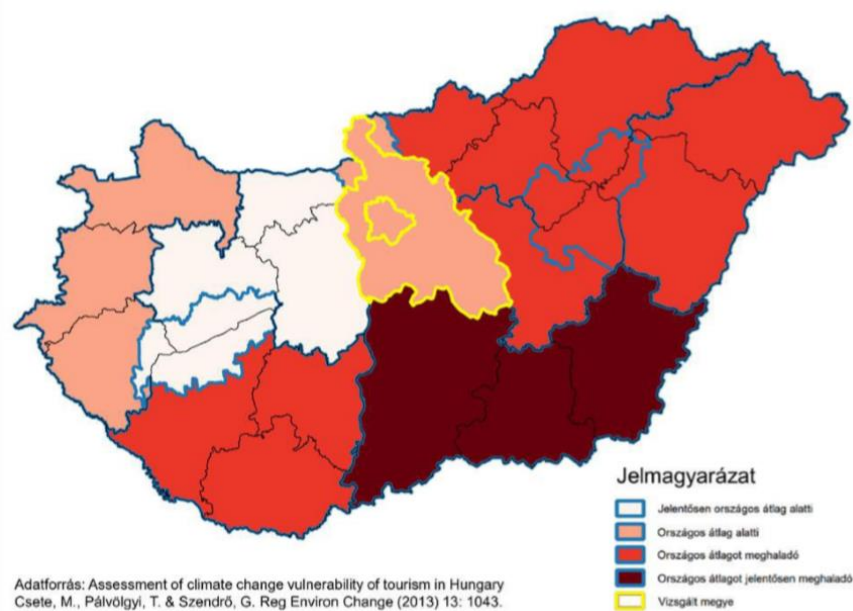 Jelmagyarázat
Jelentősen országos átlag alatti
Országos átlag alatti
Országos átlagot meghaladó
Országos átlagot jelentősen meghaladó
Vizsgált megye
Adatforrás: Assessment of climate change vulnerability of tourism in Hungary
Csete, M., Pálvölgyi, T. & Szendrő, G. Reg Environ Change (2013) 13: 1043.